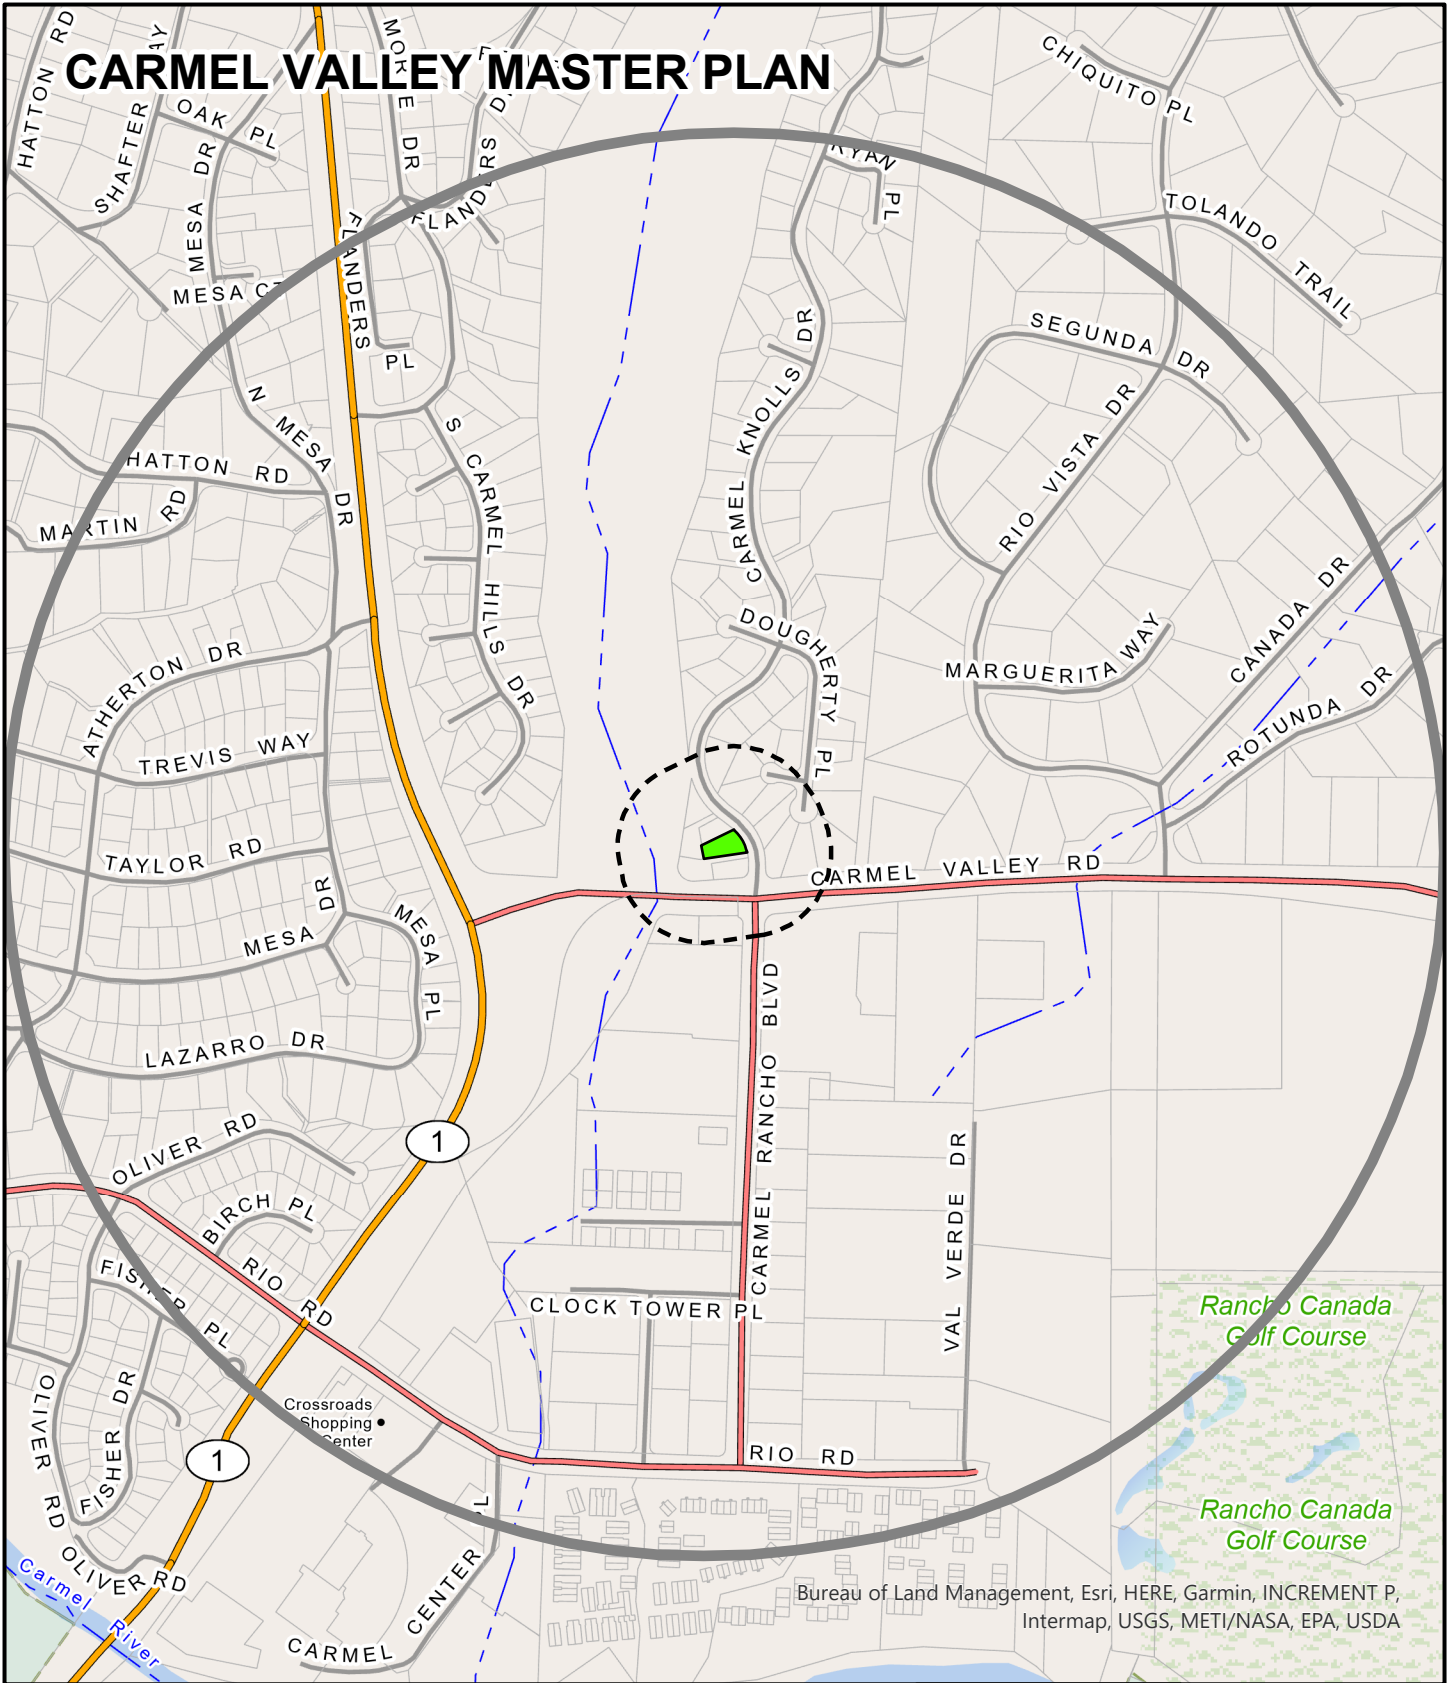 CARMEL VALLEY MASTER PLAN
HATTON RD
SHAFTER WAY
OAK PL
MESA DR
MESA CT
FLANDERS DR
FLANDERS
PL
RYAN PL
CHIQUITO PL
TOLANDO TRAIL
SEGUNDA DR
RIO VISTA DR
CARMEL KNOLLS DR
N MESA DR
HATTON RD
MARTIN RD
S CARMEL HILLS DR
DOUGHERTY PL
MARGUERITA WAY
CANADA DR
ROTUNDA DR
ATHERTON DR
TREVIS WAY
TAYLOR RD
MESA DR
MESA PL
LAZARRO DR
CARMEL VALLEY RD
CARMEL RANCHO BLVD
VAL VERDE DR
OLIVER RD
1
BIRCH PL
RIO RD
FISHER PL
FISHER DR
OLIVER RD
CLOCK TOWER PL
Crossroads
Shopping
Center
1
RIO RD
OLIVER RD
Carmel River
CARMEL CENTER PL
Rancho Canada
Golf Course
Rancho Canada
Golf Course
Bureau of Land Management, Esri, HERE, Garmin, INCREMENT P,
Intermap, USGS, METI/NASA, EPA, USDA